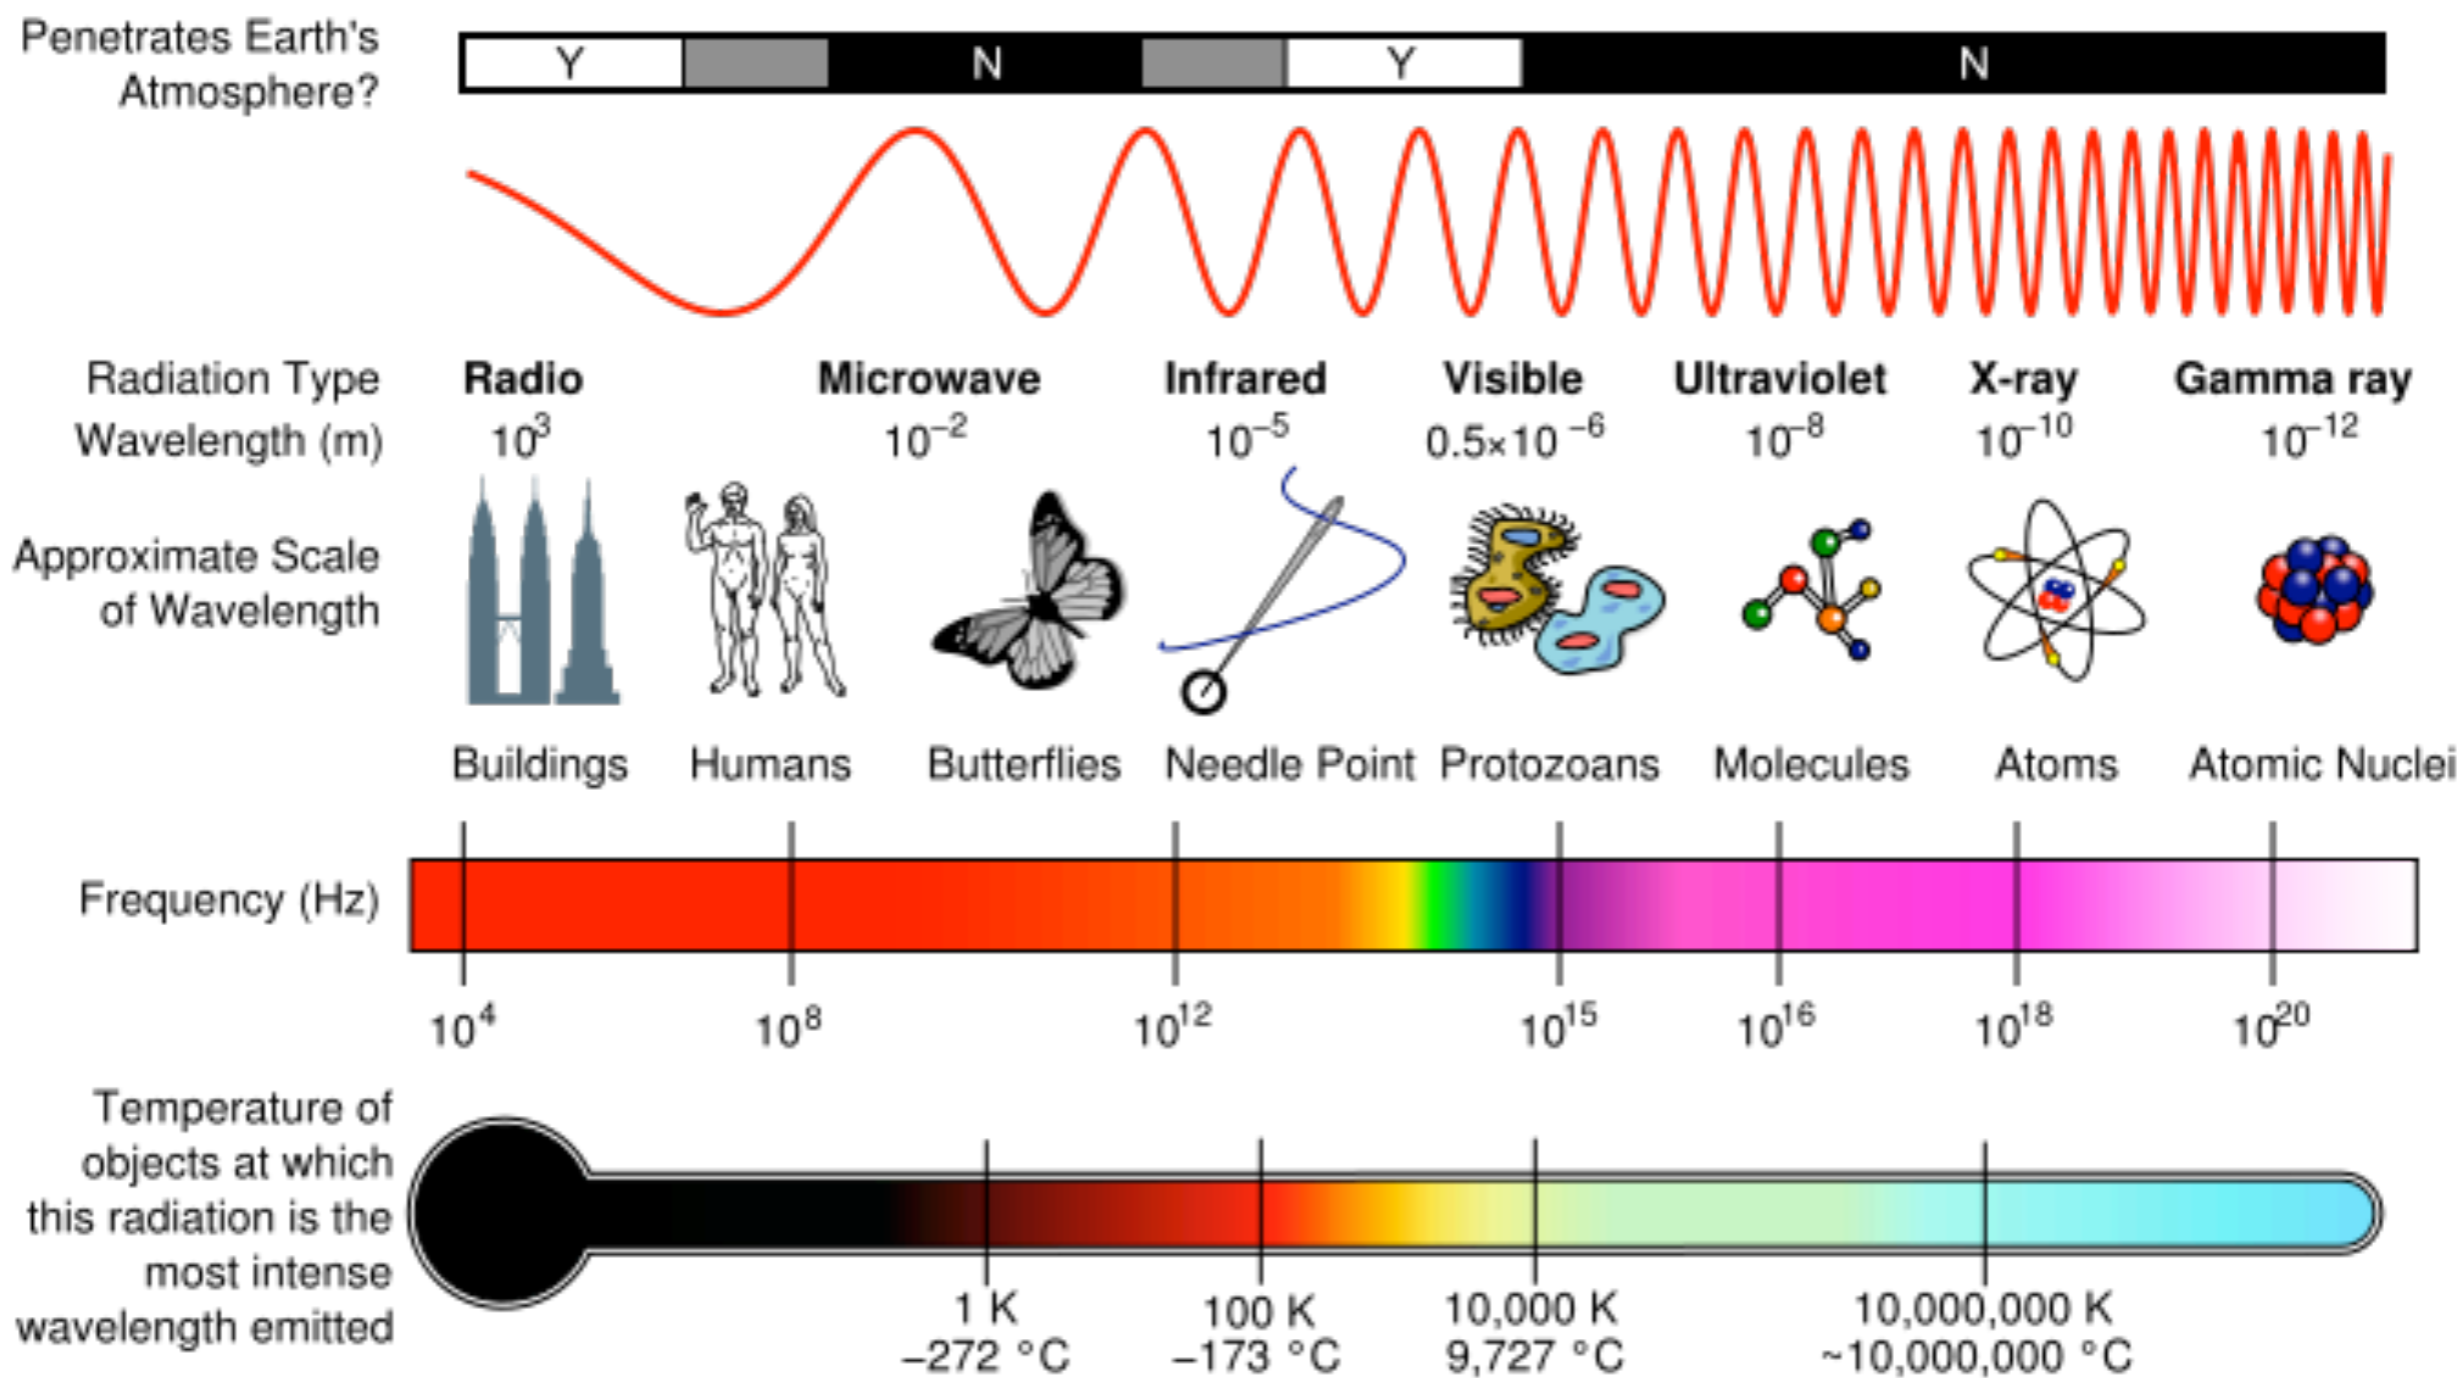 Penetrates Earth's
Atmosphere?
Y N Y N
Radiation Type
Radio Microwave Infrared Visible Ultraviolet X-ray Gamma ray
Wavelength (m)
10³ 10⁻² 10⁻⁵ 0.5×10⁻⁶ 10⁻⁸ 10⁻¹⁰ 10⁻¹²
Approximate Scale
of Wavelength
Buildings Humans Butterflies Needle Point Protozoans Molecules Atoms Atomic Nuclei
Frequency (Hz)
10⁴ 10⁸ 10¹² 10¹⁵ 10¹⁶ 10¹⁸ 10²⁰
Temperature of
objects at which
this radiation is the
most intense
wavelength emitted
1 K 100 K 10,000 K 10,000,000 K
−272 °C −173 °C 9,727 °C ~10,000,000 °C